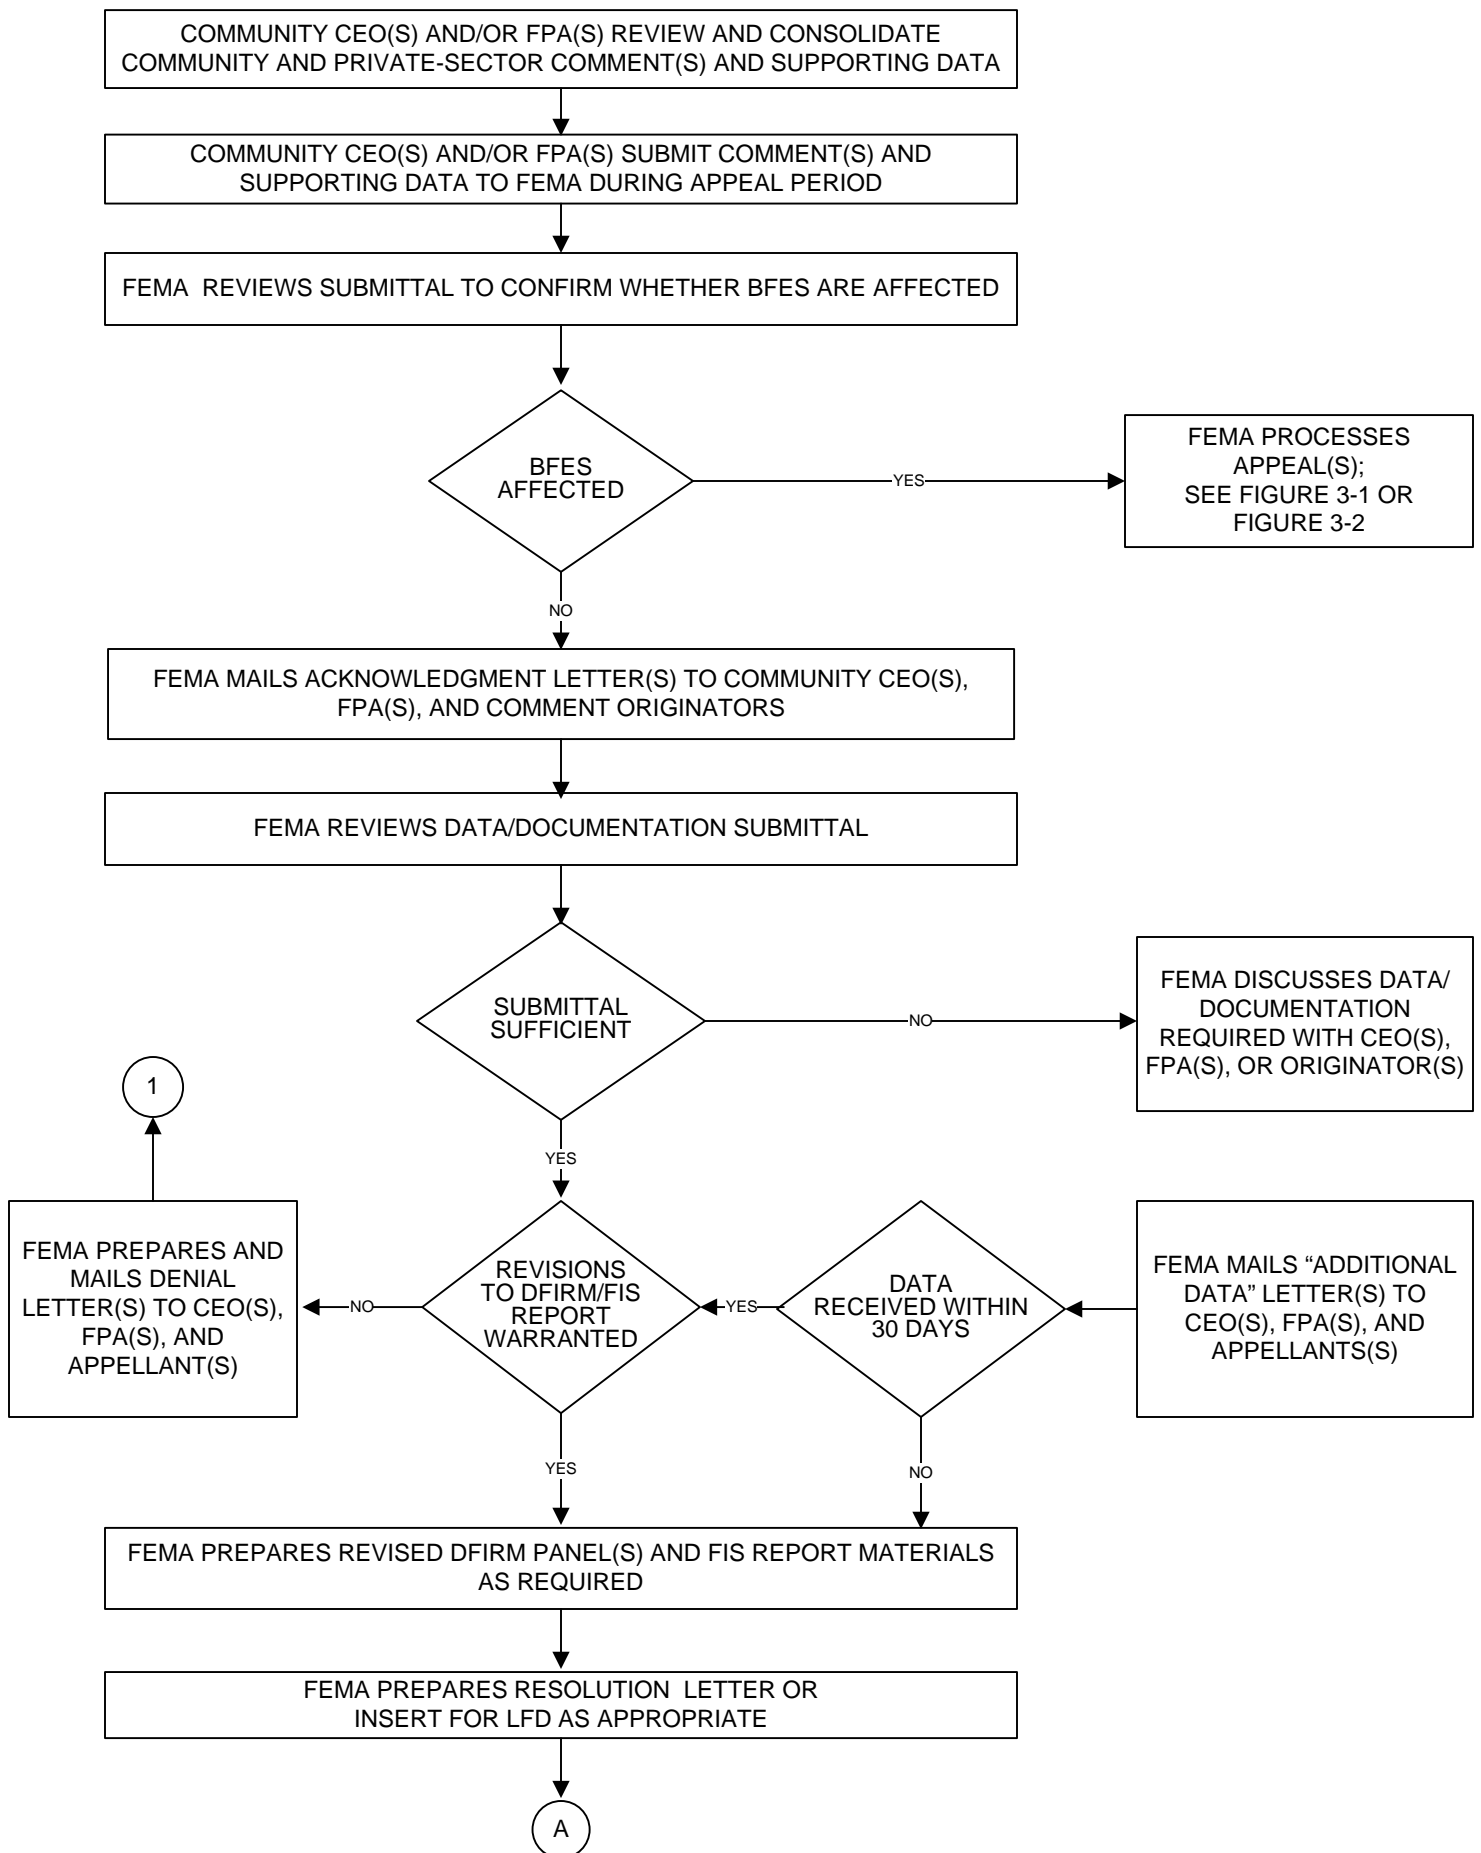 COMMUNITY CEO(S) AND/OR FPA(S) REVIEW AND CONSOLIDATE
COMMUNITY AND PRIVATE-SECTOR COMMENT(S) AND SUPPORTING DATA
COMMUNITY CEO(S) AND/OR FPA(S) SUBMIT COMMENT(S) AND
SUPPORTING DATA TO FEMA DURING APPEAL PERIOD
FEMA REVIEWS SUBMITTAL TO CONFIRM WHETHER BFES ARE AFFECTED
BFES
AFFECTED
YES
FEMA PROCESSES
APPEAL(S);
SEE FIGURE 3-1 OR
FIGURE 3-2
NO
FEMA MAILS ACKNOWLEDGMENT LETTER(S) TO COMMUNITY CEO(S),
FPA(S), AND COMMENT ORIGINATORS
FEMA REVIEWS DATA/DOCUMENTATION SUBMITTAL
SUBMITTAL
SUFFICIENT
NO
FEMA DISCUSSES DATA/
DOCUMENTATION
REQUIRED WITH CEO(S),
FPA(S), OR ORIGINATOR(S)
1
YES
FEMA PREPARES AND
MAILS DENIAL
LETTER(S) TO CEO(S),
FPA(S), AND
APPELLANT(S)
NO
REVISIONS
TO DFIRM/FIS
REPORT
WARRANTED
YES
DATA
RECEIVED WITHIN
30 DAYS
FEMA MAILS “ADDITIONAL
DATA” LETTER(S) TO
CEO(S), FPA(S), AND
APPELLANTS(S)
YES
NO
FEMA PREPARES REVISED DFIRM PANEL(S) AND FIS REPORT MATERIALS
AS REQUIRED
FEMA PREPARES RESOLUTION LETTER OR
INSERT FOR LFD AS APPROPRIATE
A